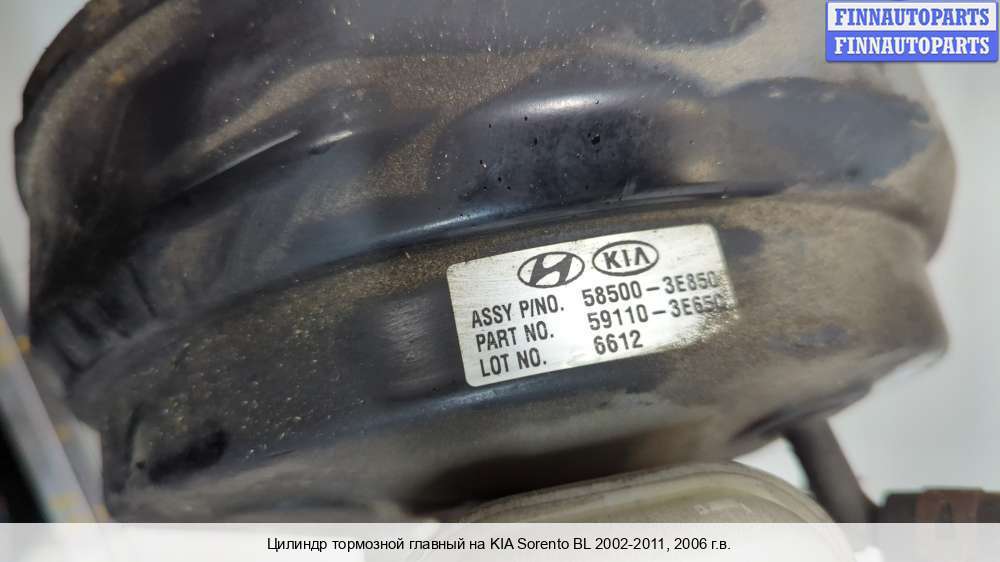 FINNAUTOPARTS
FINNAUTOPARTS
KIA
ASSY P/NO. 58500-3E850
PART NO. 59110-3E650
LOT NO. 6612
Цилиндр тормозной главный на KIA Sorento BL 2002-2011, 2006 г.в.